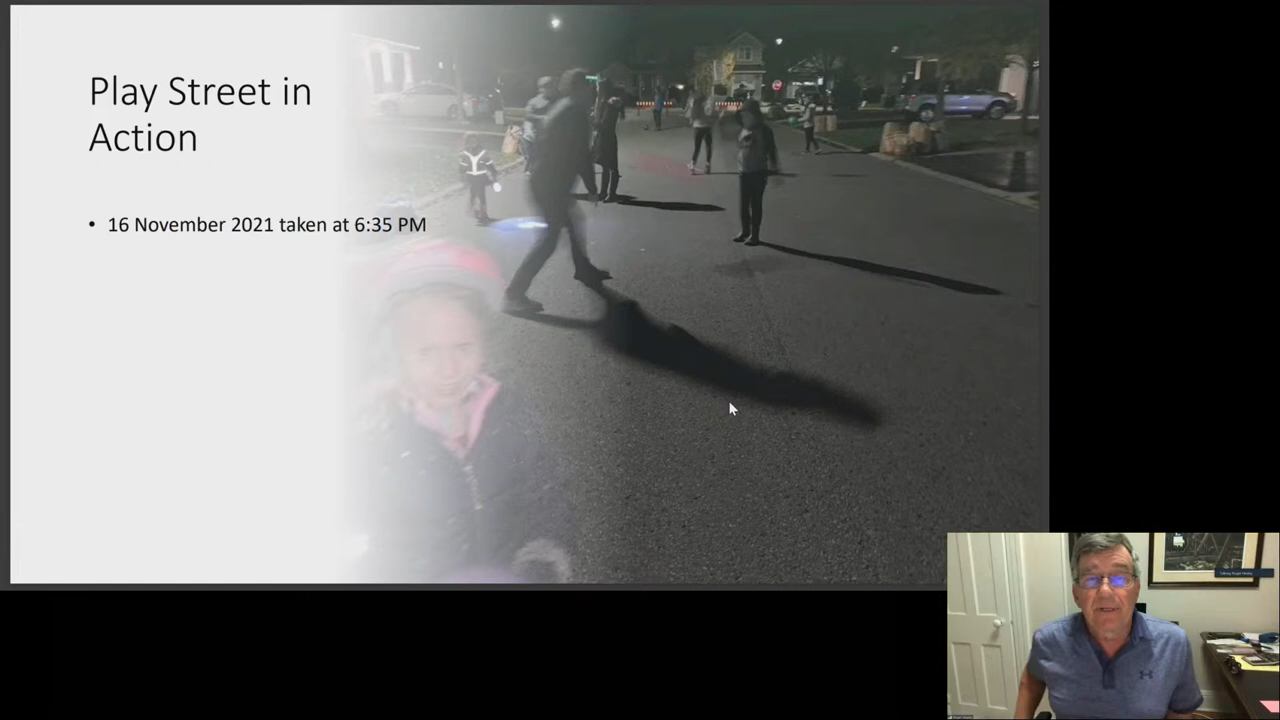 Play Street in
Action
• 16 November 2021 taken at 6:35 PM